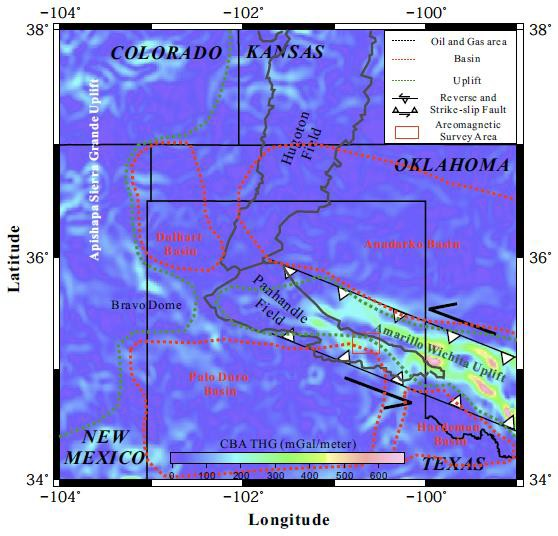 −104°
−102°
−100°
38°
38°
COLORADO
KANSAS
Oil and Gas area
Basin
Uplift
Reverse and
Strike-slip Fault
Areomagnetic
Survey Area
Apishapa Sierra Grande Uplift
Hugoton
Field
OKLAHOMA
Dalhart
Basin
Anadarko Basin
36°
36°
Latitude
Bravo Dome
Panhandle
Field
Amarillo Wichita Uplift
Palo Duro
Basin
Hardeman
Basin
NEW
MEXICO
CBA THG (mGal/meter)
0 100 200 300 400 500 600
TEXAS
34°
34°
−104°
−102°
−100°
Longitude